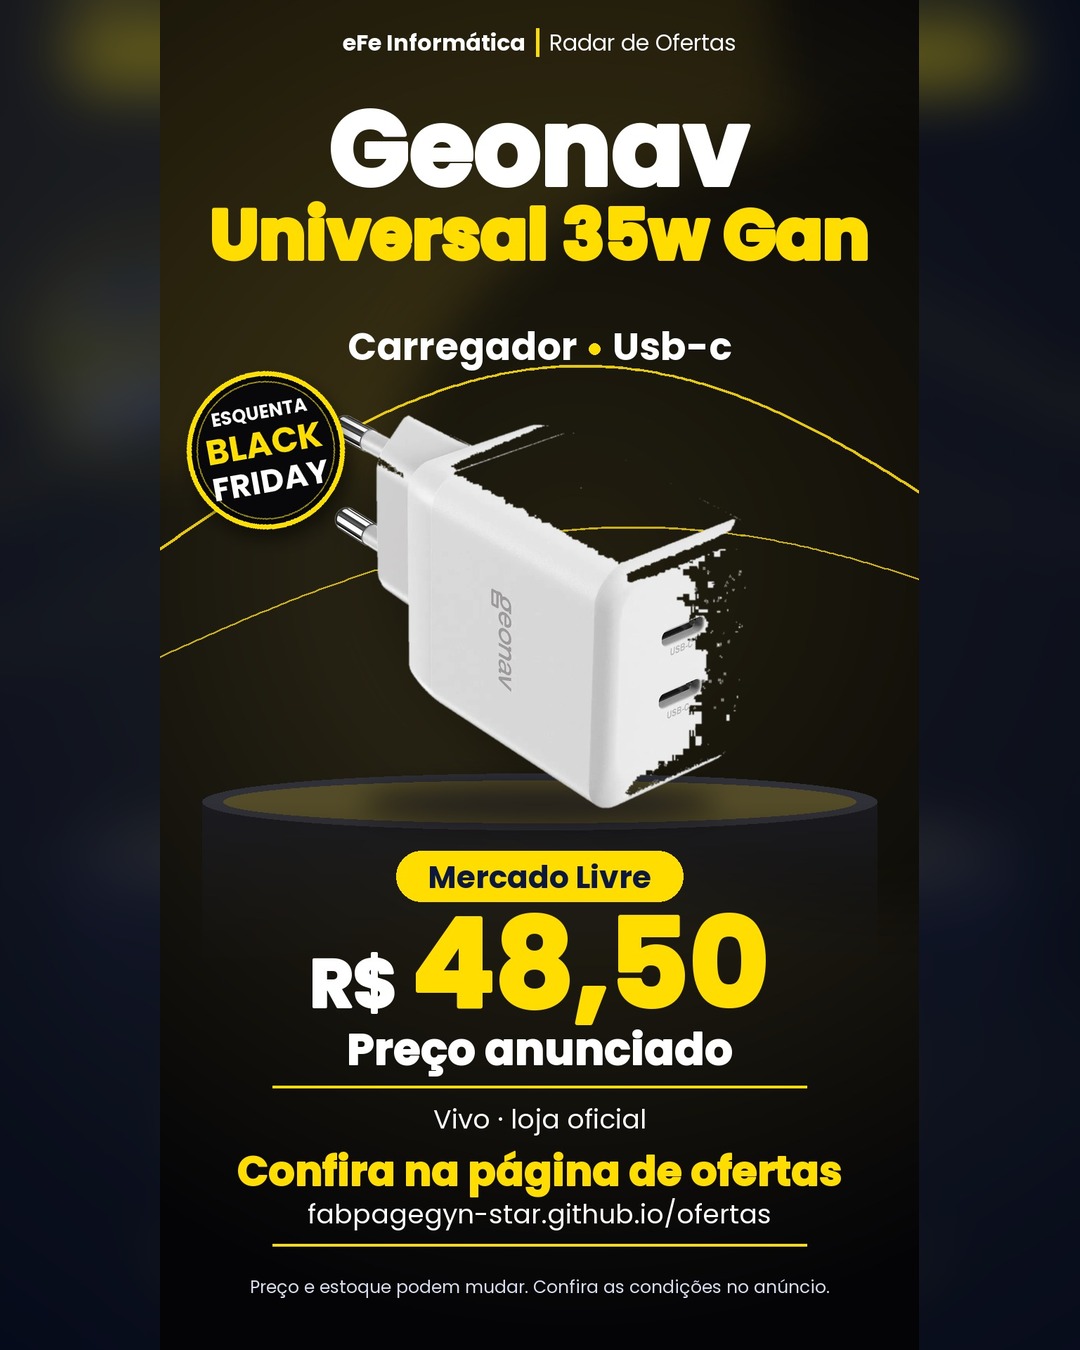 eFe Informática | Radar de Ofertas
Geonav
Universal 35w Gan
Carregador • Usb-c
ESQUENTA
BLACK
FRIDAY
geonav
USB-C
USB-C
Mercado Livre
R$ 48,50
Preço anunciado
Vivo · loja oficial
Confira na página de ofertas
fabpagegyn-star.github.io/ofertas
Preço e estoque podem mudar. Confira as condições no anúncio.